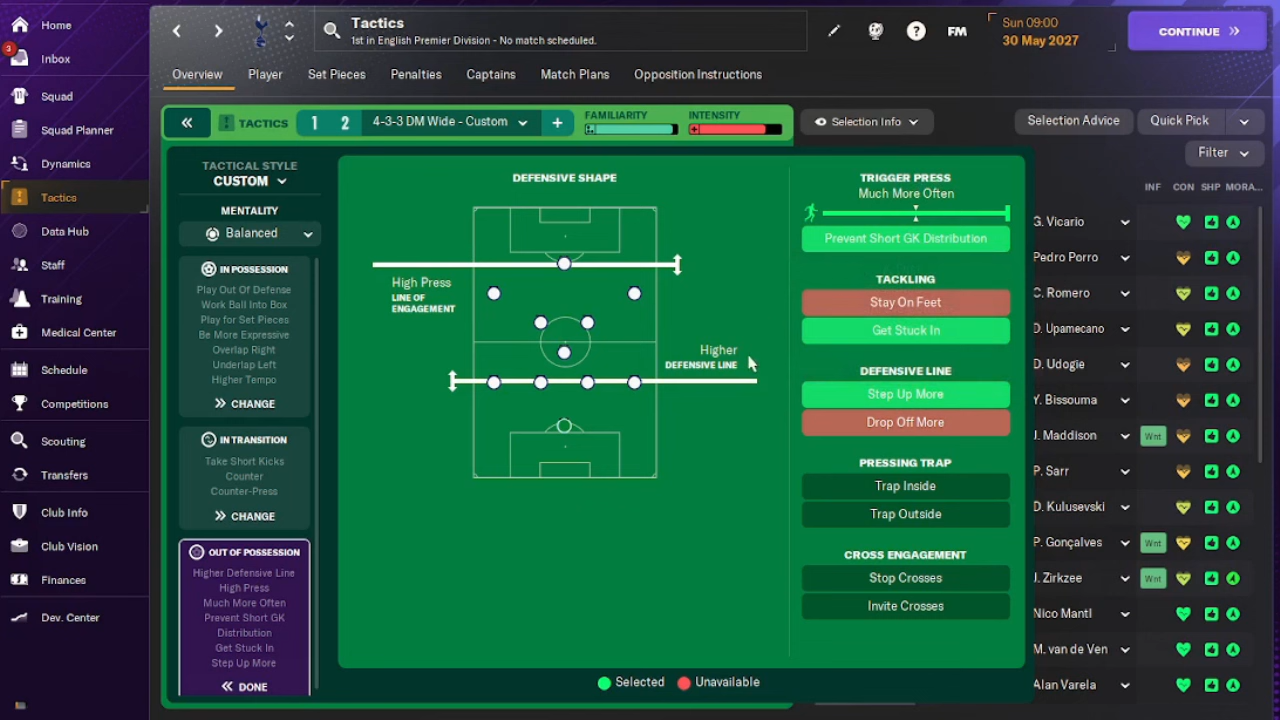 Home
3
Inbox
Squad
Squad Planner
Dynamics
Tactics
Data Hub
Staff
Training
Medical Center
Schedule
Competitions
Scouting
Transfers
Club Info
Club Vision
Finances
Dev. Center
Tactics
1st in English Premier Division - No match scheduled.
FM
Sun 09:00
30 May 2027
CONTINUE
Overview
Player
Set Pieces
Penalties
Captains
Match Plans
Opposition Instructions
TACTICS
1
2
4-3-3 DM Wide - Custom
FAMILIARITY
INTENSITY
Selection Info
Selection Advice
Quick Pick
Filter
TACTICAL STYLE
CUSTOM
MENTALITY
Balanced
IN POSSESSION
Play Out Of Defense
Work Ball Into Box
Play for Set Pieces
Be More Expressive
Overlap Right
Underlap Left
Higher Tempo
CHANGE
IN TRANSITION
Take Short Kicks
Counter
Counter-Press
CHANGE
OUT OF POSSESSION
Higher Defensive Line
High Press
Much More Often
Prevent Short GK
Distribution
Get Stuck In
Step Up More
DONE
DEFENSIVE SHAPE
High Press
LINE OF
ENGAGEMENT
Higher
DEFENSIVE LINE
Selected
Unavailable
TRIGGER PRESS
Much More Often
Prevent Short GK Distribution
TACKLING
Stay On Feet
Get Stuck In
DEFENSIVE LINE
Step Up More
Drop Off More
PRESSING TRAP
Trap Inside
Trap Outside
CROSS ENGAGEMENT
Stop Crosses
Invite Crosses
INF CON SHP MORA...
G. Vicario
Pedro Porro
C. Romero
D. Upamecano
D. Udogie
Y. Bissouma
J. Maddison Wnt
P. Sarr
D. Kulusevski
P. Gonçalves Wnt
J. Zirkzee Wnt
Nico Mantl
M. van de Ven
Alan Varela